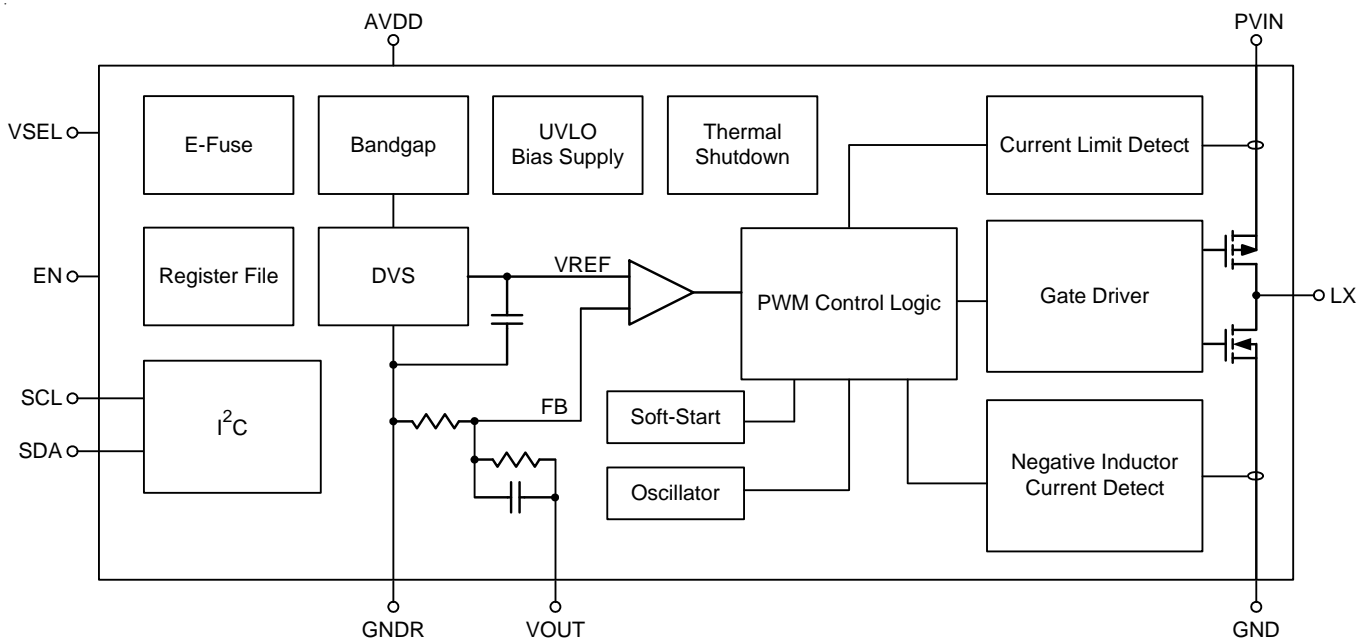 AVDD
PVIN
VSEL
E-Fuse
Bandgap
UVLO
Bias Supply
Thermal
Shutdown
Current Limit Detect
EN
Register File
DVS
VREF
PWM Control Logic
Gate Driver
LX
SCL
SDA
I²C
FB
Soft-Start
Oscillator
Negative Inductor
Current Detect
GNDR
VOUT
GND